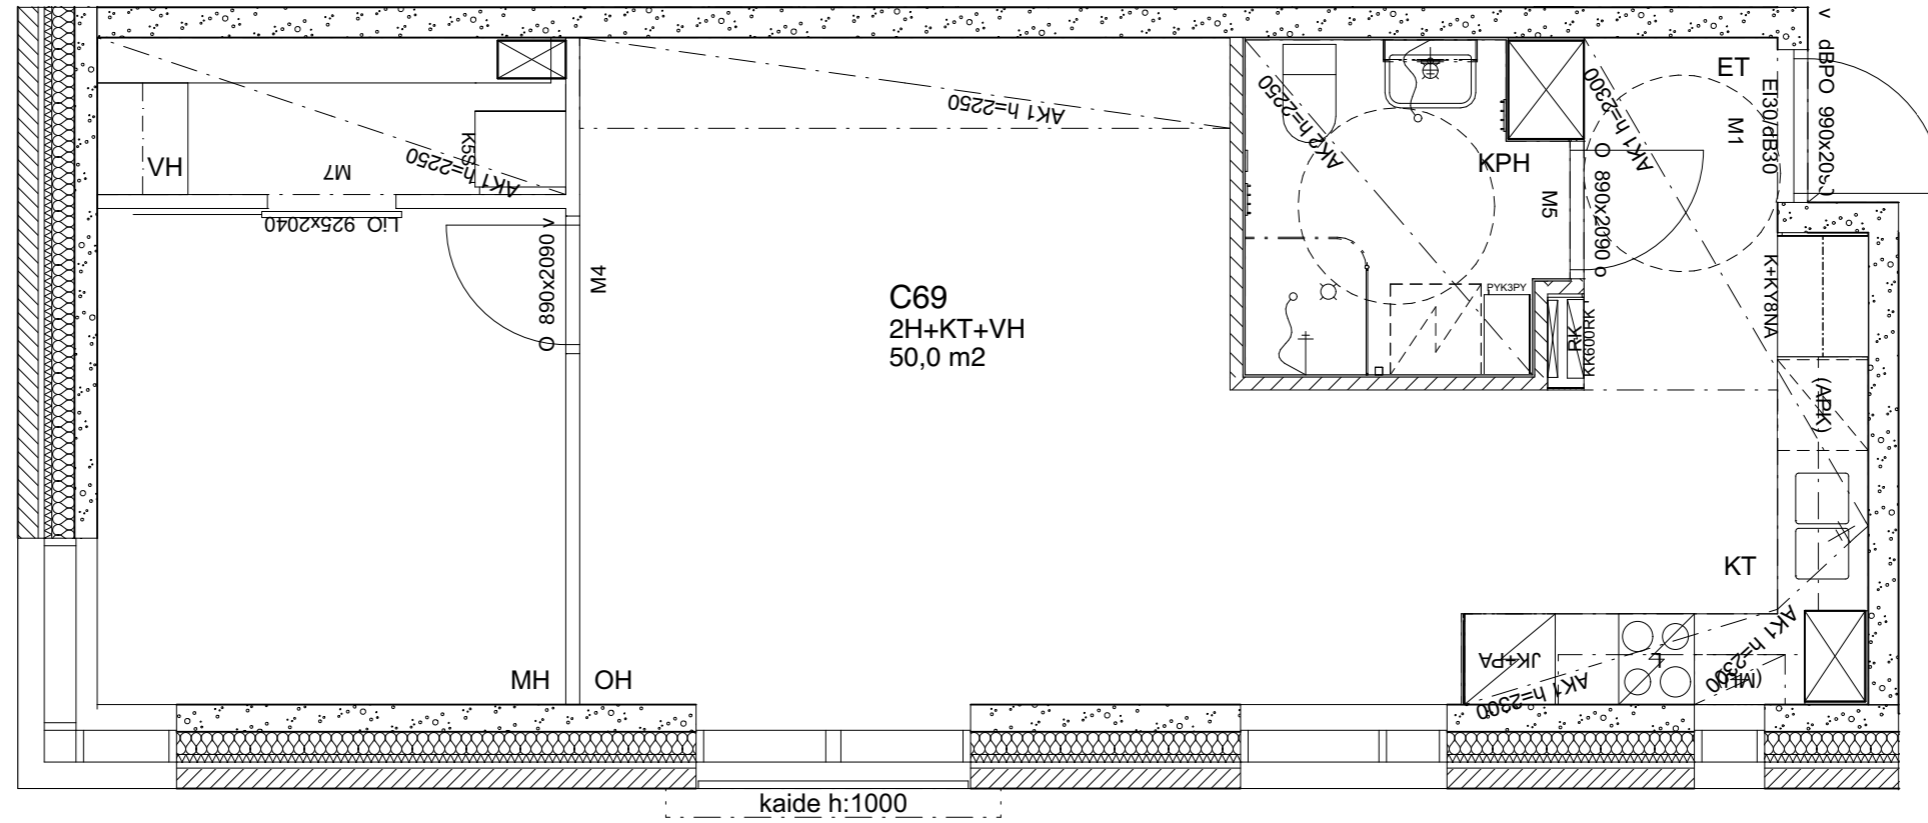 ET
v
dBPO 990x20
EI30/dB30
M1
AK1 h=2300
AK2 h=2250
AK1 h=2250
KPH
M5
O 890x2090 o
VH
M7
AK1 h=2250
LiO 925x2040
O 890x2090 v
M4
C69
2H+KT+VH
50,0 m2
PYK3PY
RK
KK600RK
K+KY8NA
(APK)
KT
MH
OH
JK+PA
L
AK1 h=2300
AK1 h=2300
kaide h:1000